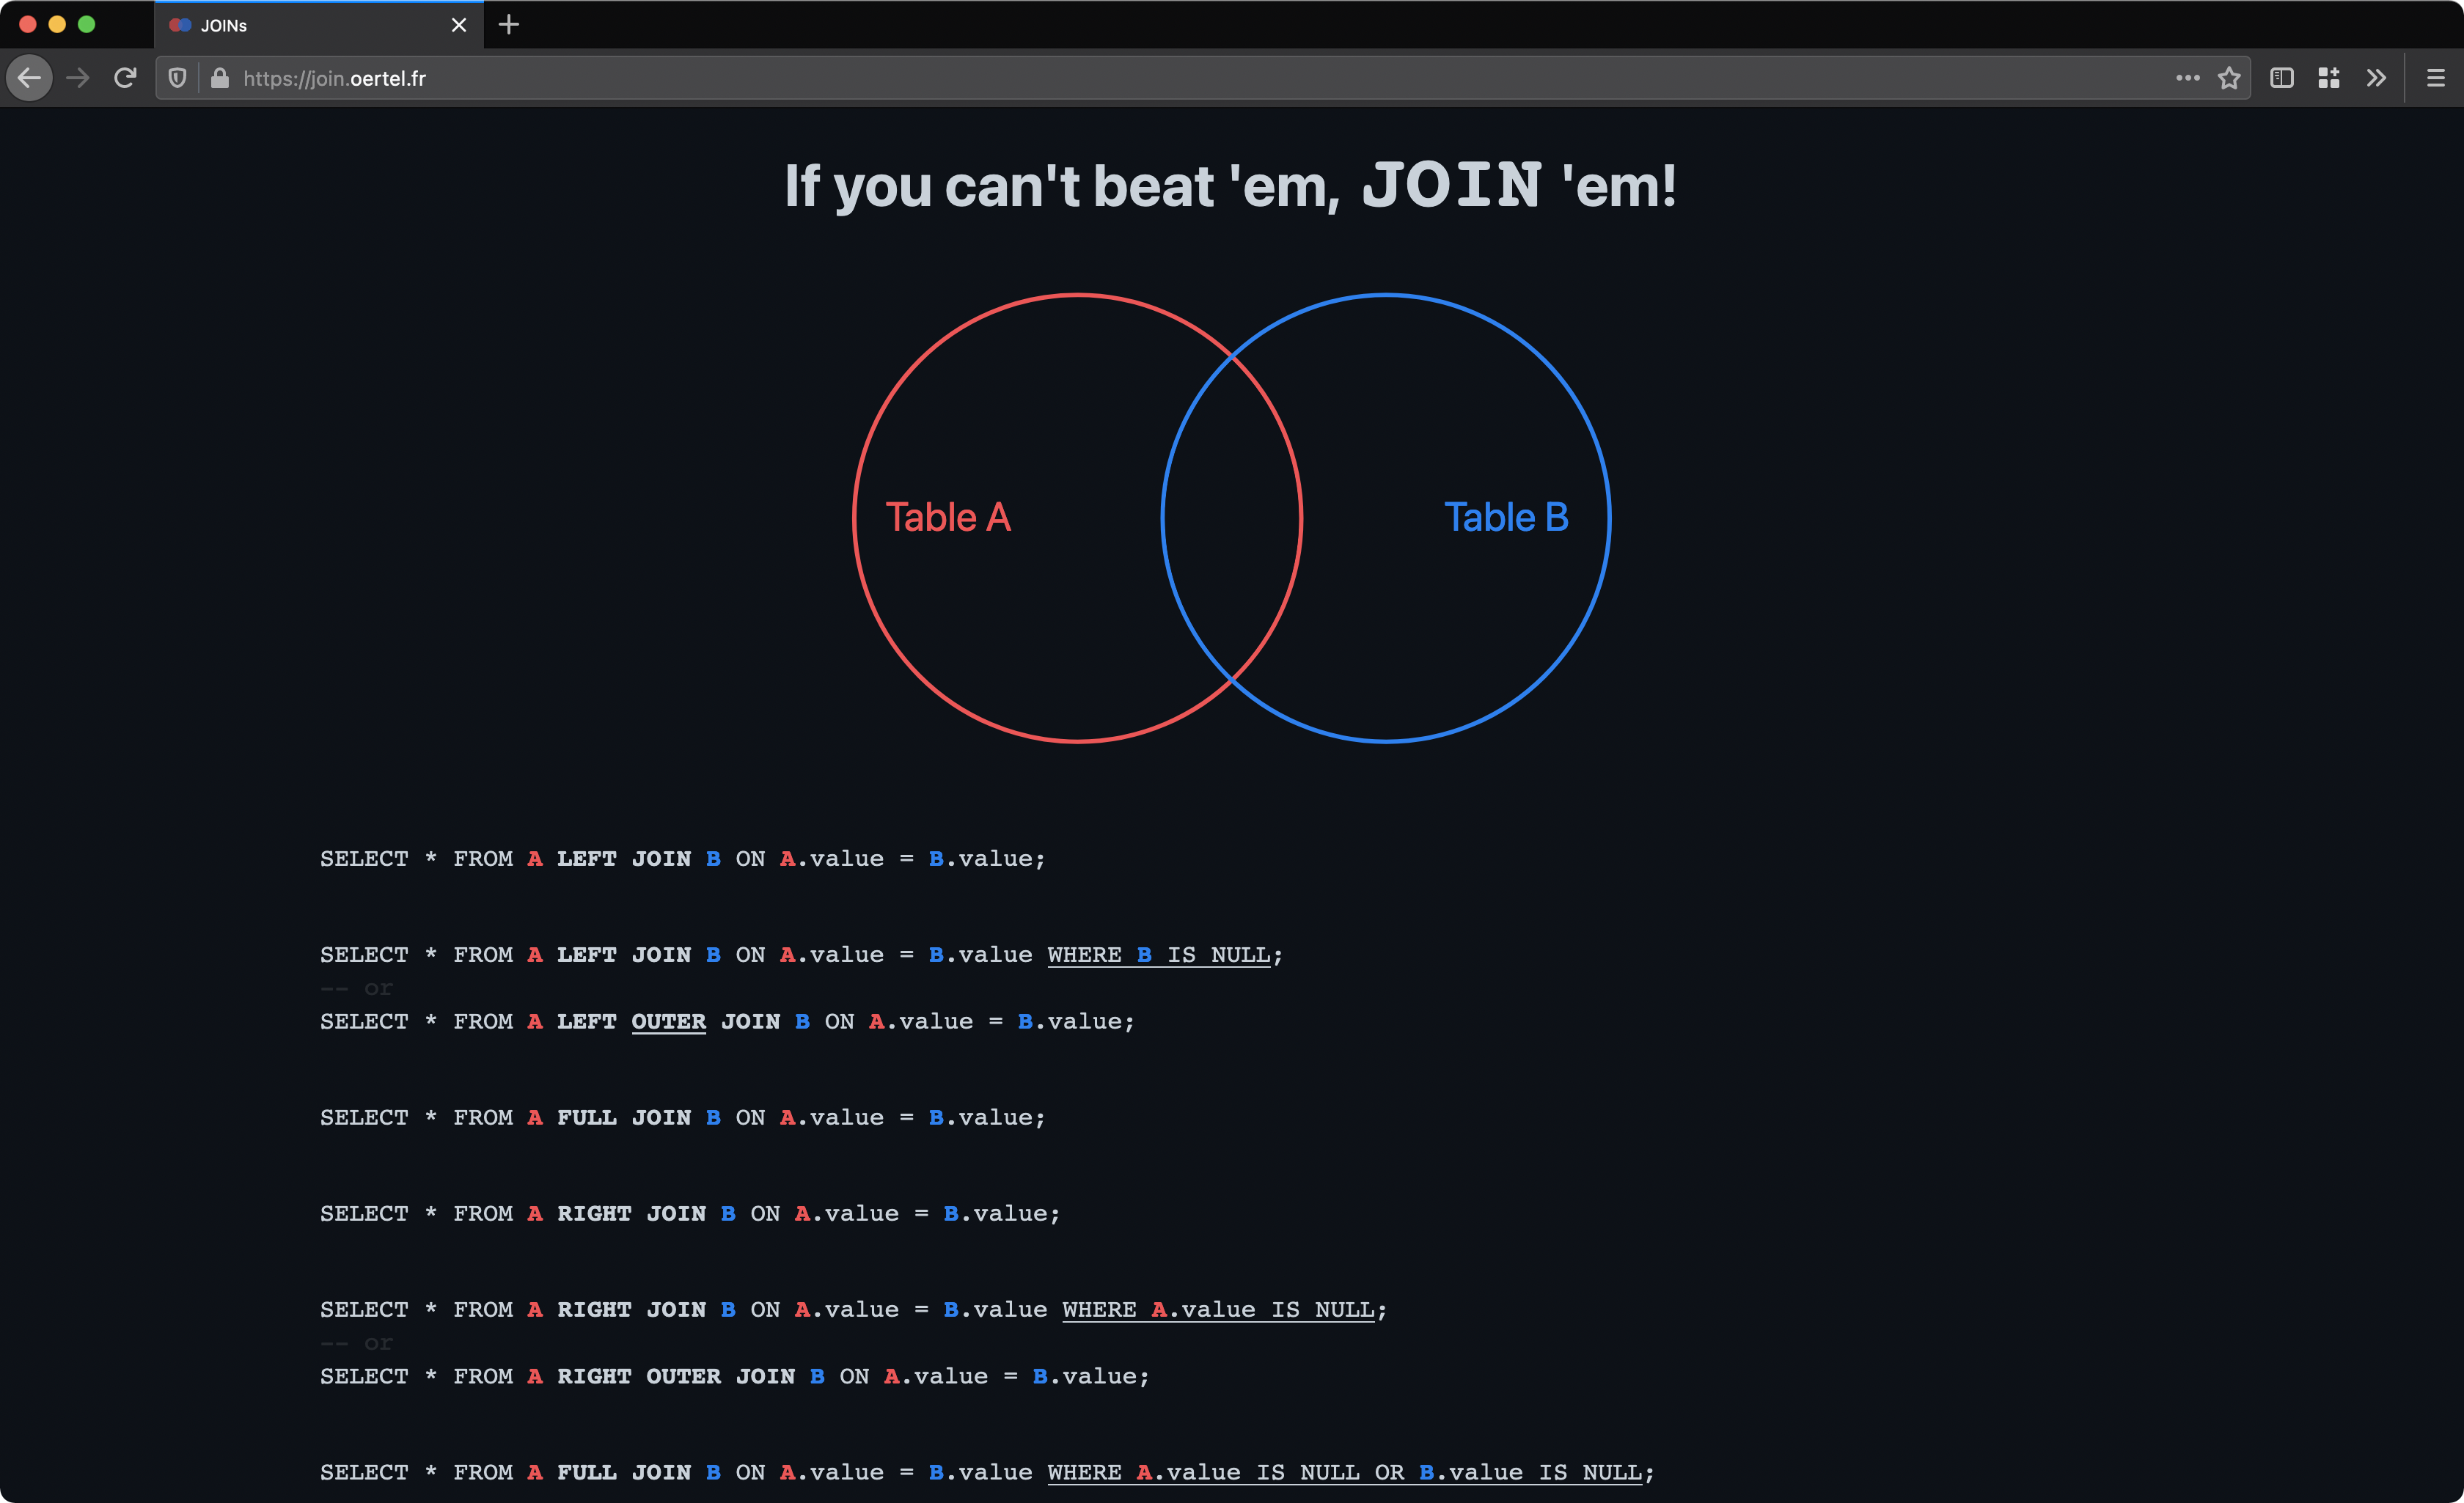 JOINs
https://join.oertel.fr
If you can't beat 'em, JOIN 'em!
Table A
Table B
SELECT * FROM A LEFT JOIN B ON A.value = B.value;
SELECT * FROM A LEFT JOIN B ON A.value = B.value WHERE B IS NULL;
-- or
SELECT * FROM A LEFT OUTER JOIN B ON A.value = B.value;
SELECT * FROM A FULL JOIN B ON A.value = B.value;
SELECT * FROM A RIGHT JOIN B ON A.value = B.value;
SELECT * FROM A RIGHT JOIN B ON A.value = B.value WHERE A.value IS NULL;
-- or
SELECT * FROM A RIGHT OUTER JOIN B ON A.value = B.value;
SELECT * FROM A FULL JOIN B ON A.value = B.value WHERE A.value IS NULL OR B.value IS NULL;